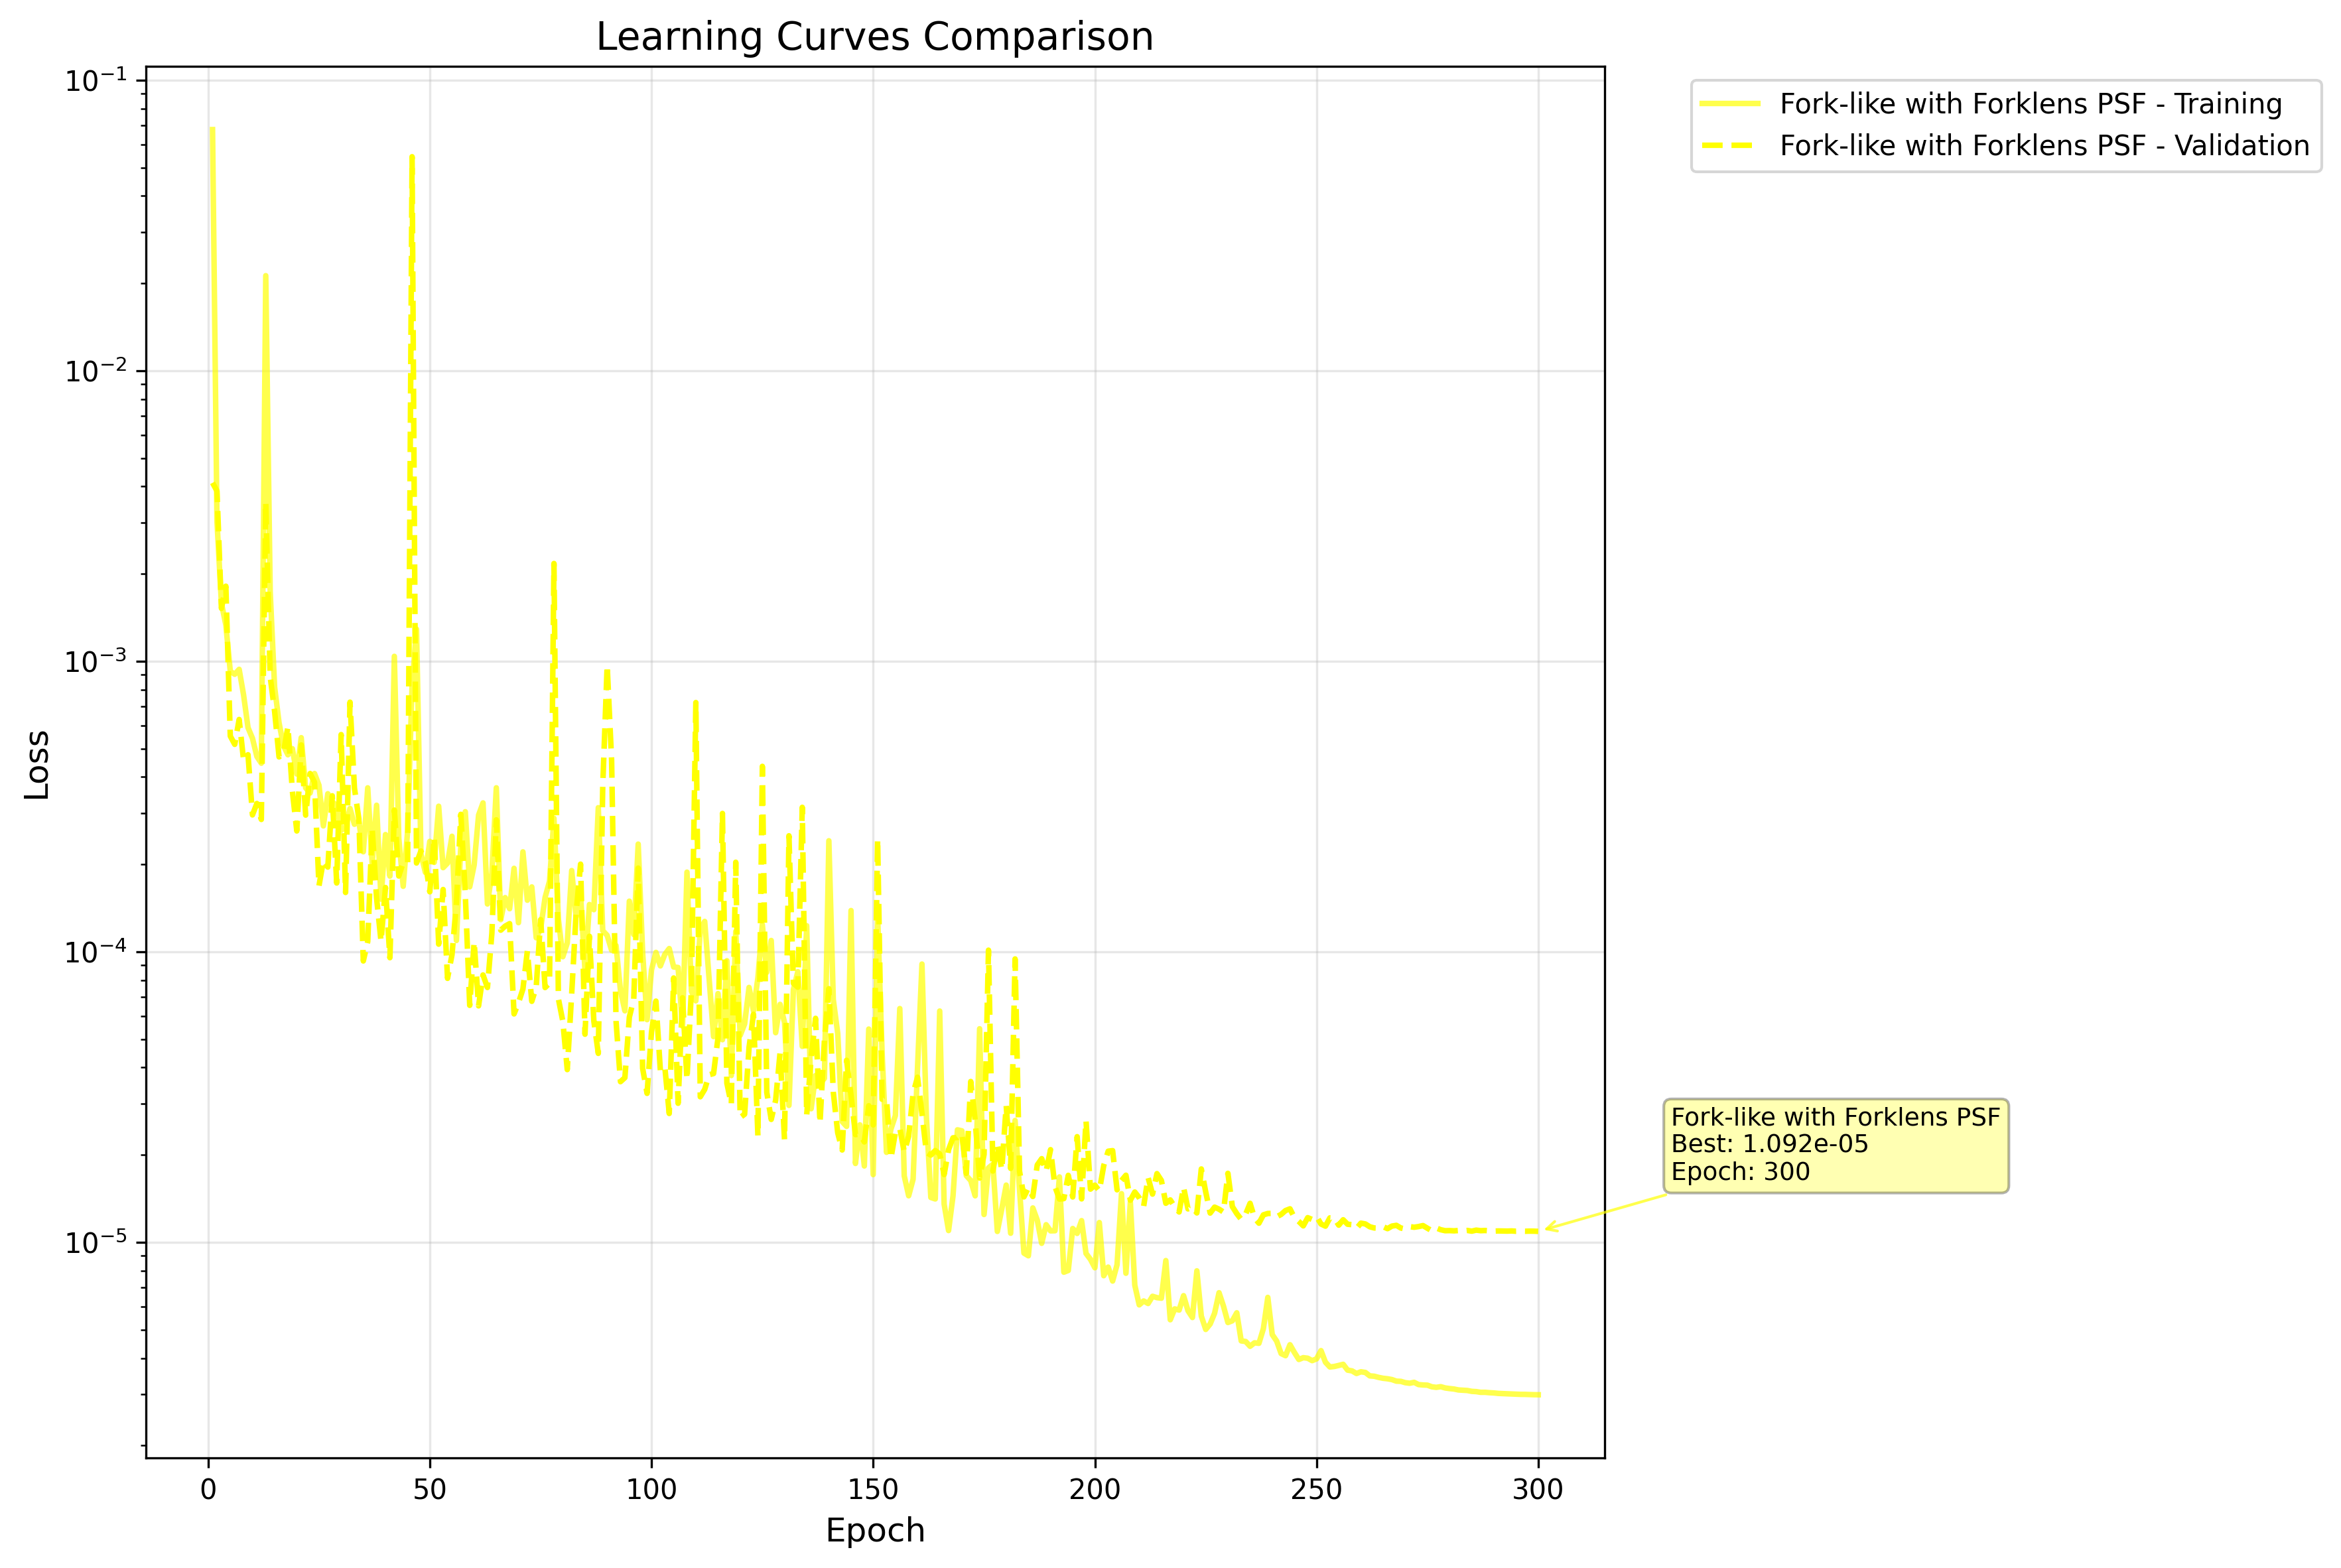 Learning Curves Comparison
Fork-like with Forklens PSF - Training
Fork-like with Forklens PSF - Validation
10⁻¹
10⁻²
10⁻³
10⁻⁴
10⁻⁵
Loss
Fork-like with Forklens PSF
Best: 1.092e-05
Epoch: 300
0 50 100 150 200 250 300
Epoch